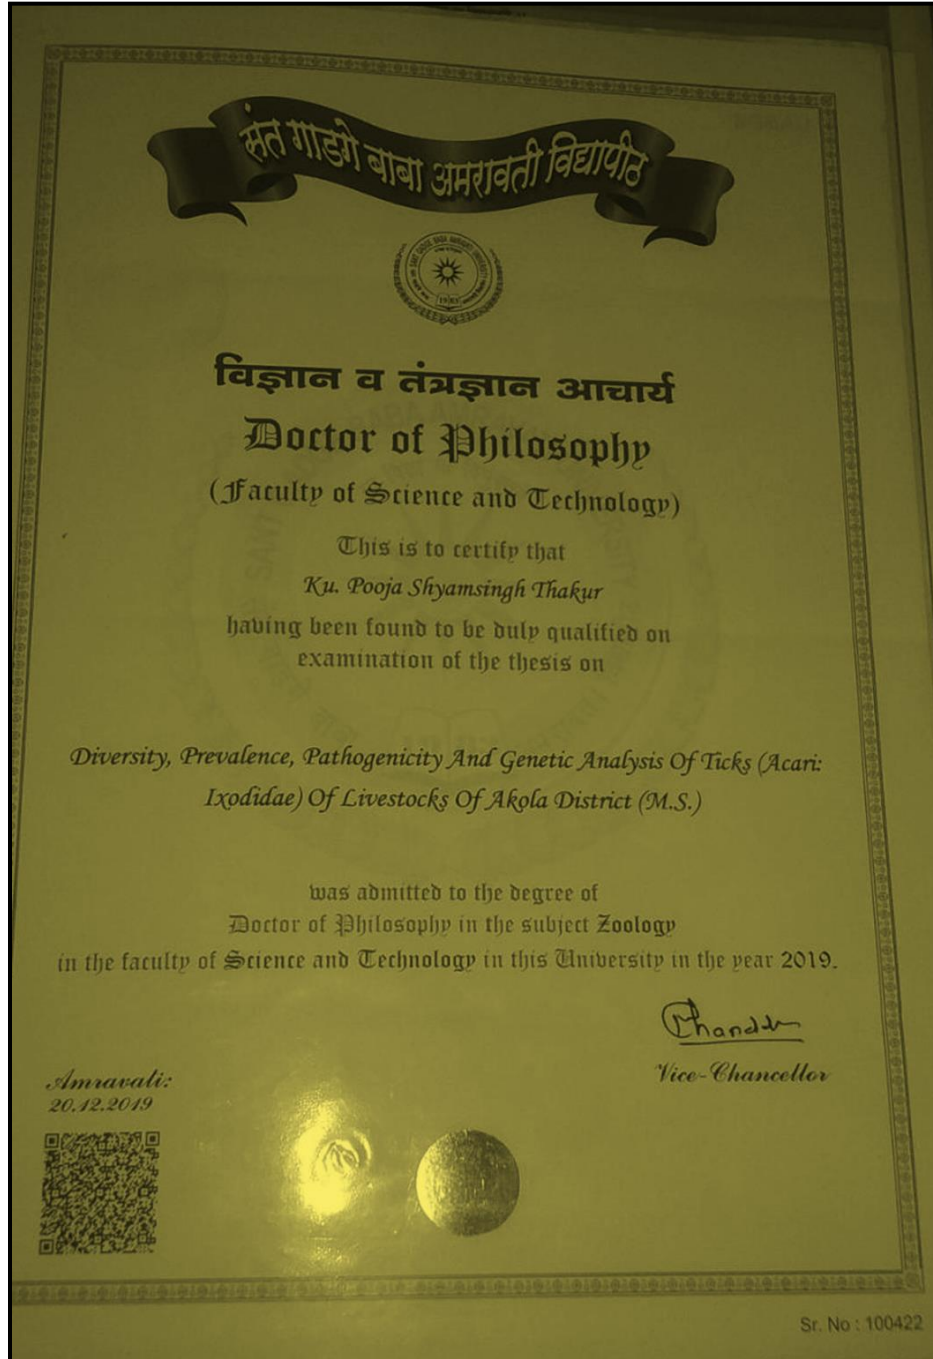 संत गाडगे बाबा अमरावती विद्यापीठ
विज्ञान व तंत्रज्ञान आचार्य
Doctor of Philosophy
(Faculty of Science and Technology)
This is to certify that
Ku. Pooja Shyamsingh Thakur
having been found to be duly qualified on
examination of the thesis on
Diversity, Prevalence, Pathogenicity And Genetic Analysis Of Ticks (Acari:
Ixodidae) Of Livestocks Of Akola District (M.S.)
was admitted to the degree of
Doctor of Philosophy in the subject Zoology
in the faculty of Science and Technology in this University in the year 2019.
Vice-Chancellor
Amravati:
20.12.2019
Sr. No : 100422